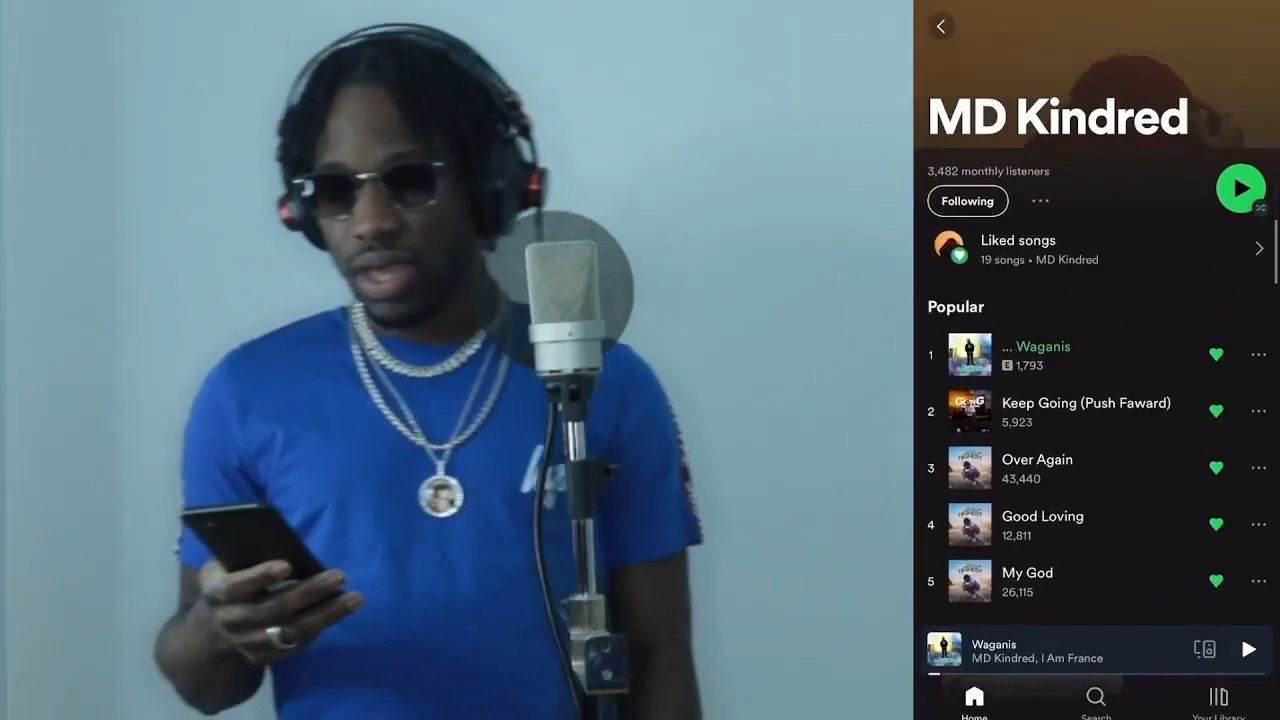 MD Kindred
3,482 monthly listeners
Following
Liked songs
19 songs • MD Kindred
Popular
1
... Waganis
E 1,793
2
Keep Going (Push Faward)
5,923
3
Over Again
43,440
4
Good Loving
12,811
5
My God
26,115
Waganis
MD Kindred, I Am France
Home
Search
Your Library